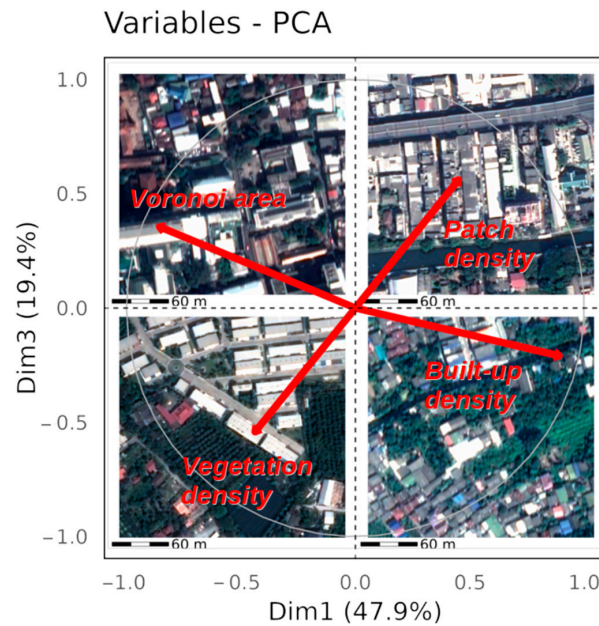 Variables - PCA
1.0
0.5
0.0
−0.5
−1.0
Dim3 (19.4%)
Voronoi area
Patch
density
60 m
60 m
Built-up
density
Vegetation
density
60 m
60 m
−1.0
−0.5
0.0
0.5
1.0
Dim1 (47.9%)